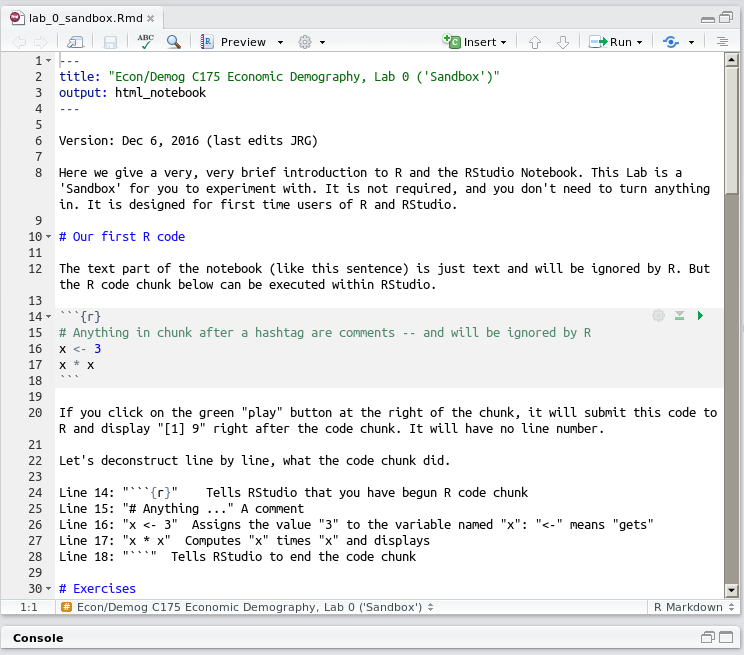 lab_0_sandbox.Rmd
ABC Preview Insert Run
1 ---
2 title: "Econ/Demog C175 Economic Demography, Lab 0 ('Sandbox')"
3 output: html_notebook
4 ---
5
6 Version: Dec 6, 2016 (last edits JRG)
7
8 Here we give a very, very brief introduction to R and the RStudio Notebook. This Lab is a
'Sandbox' for you to experiment with. It is not required, and you don't need to turn anything
in. It is designed for first time users of R and RStudio.
9
10 # Our first R code
11
12 The text part of the notebook (like this sentence) is just text and will be ignored by R. But
the R code chunk below can be executed within RStudio.
13
14 ```{r}
15 # Anything in chunk after a hashtag are comments -- and will be ignored by R
16 x <- 3
17 x * x
18 ```
19
20 If you click on the green "play" button at the right of the chunk, it will submit this code to
R and display "[1] 9" right after the code chunk. It will have no line number.
21
22 Let's deconstruct line by line, what the code chunk did.
23
24 Line 14: "```{r}" Tells RStudio that you have begun R code chunk
25 Line 15: "# Anything ..." A comment
26 Line 16: "x <- 3" Assigns the value "3" to the variable named "x": "<-" means "gets"
27 Line 17: "x * x" Computes "x" times "x" and displays
28 Line 18: "```" Tells RStudio to end the code chunk
29
30 # Exercises
1:1 # Econ/Demog C175 Economic Demography, Lab 0 ('Sandbox') R Markdown
Console